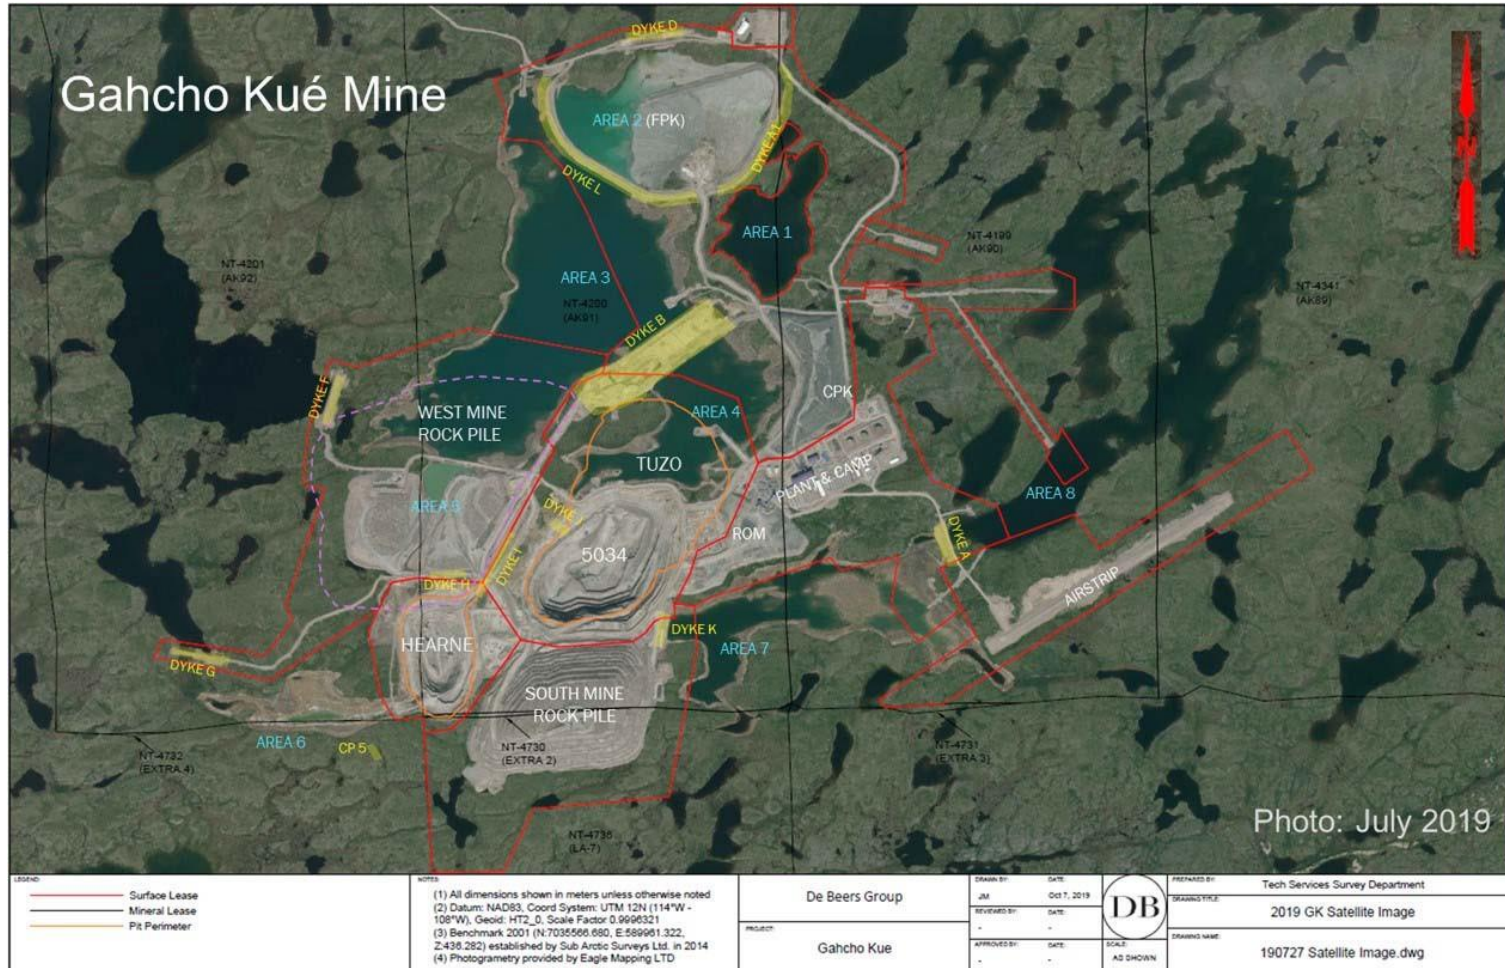 Gahcho Kué Mine
DYKE D
AREA 2 (FPK)
DYKE A1
DYKE L
AREA 1
N
NT-4199
(AK90)
NT-4201
(AK92)
AREA 3
NT-4200
(AK91)
NT-4341
(AK89)
DYKE B
DYKE F
CPK
WEST MINE
ROCK PILE
AREA 4
TUZO
PLANT & CAMP
AREA 8
AREA 5
DYKE J
ROM
DYKE A
5034
DYKE I
AIRSTRIP
DYKE H
HEARNE
DYKE K
AREA 7
DYKE G
SOUTH MINE
ROCK PILE
AREA 6
CP 5
NT-4732
(EXTRA 4)
NT-4730
(EXTRA 2)
NT-4731
(EXTRA 3)
Photo: July 2019
LEGEND:
Surface Lease
Mineral Lease
Pit Perimeter
NOTES
(1) All dimensions shown in meters unless otherwise noted
(2) Datum: NAD83, Coord System: UTM 12N (114°W -
108°W), Geoid: HT2_0, Scale Factor 0.9996321
(3) Benchmark 2001 (N:7035566.680, E:589961.322,
Z:436.282) established by Sub Arctic Surveys Ltd. in 2014
(4) Photogrametry provided by Eagle Mapping LTD
De Beers Group
PROJECT:
Gahcho Kue
DRAWN BY: DATE:
JM Oct 7, 2019
REVIEWED BY: DATE:
- -
APPROVED BY: DATE:
- -
DB
SCALE:
AS SHOWN
PREPARED BY:
Tech Services Survey Department
DRAWING TITLE:
2019 GK Satellite Image
DRAWING NAME:
190727 Satellite Image.dwg